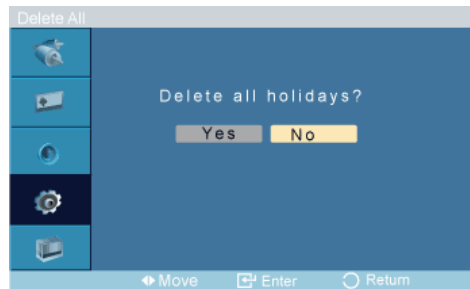 Delete All
Delete all holidays?
Yes No
Move Enter Return